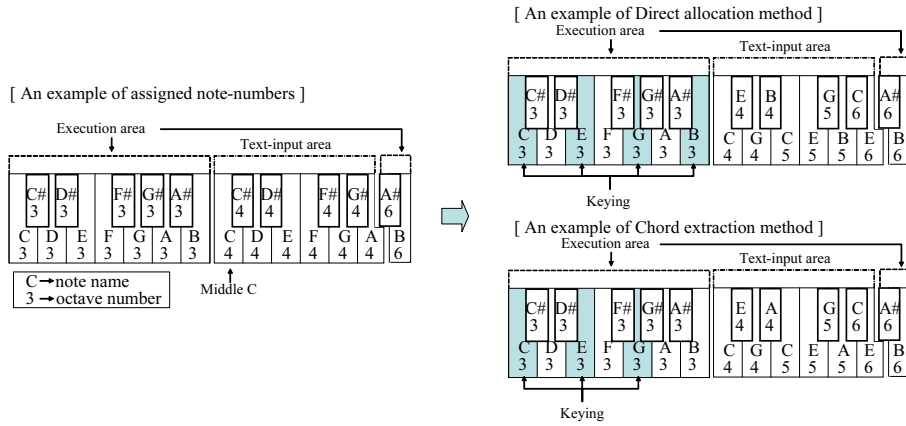 [ An example of assigned note-numbers ]
Execution area
Text-input area
C# D# F# G# A# C# D# F# G# A#
3 3 3 3 3 4 4 4 4 6
C D E F G A B C D E F G A B
3 3 3 3 3 3 3 4 4 4 4 4 4 6
C → note name
3 → octave number
Middle C
[ An example of Direct allocation method ]
Execution area
Text-input area
C# D# F# G# A# E B G C A#
3 3 3 3 3 4 4 5 6 6
C D E F G A B C G C E B E B
3 3 3 3 3 3 3 4 4 5 5 5 6 6
Keying
[ An example of Chord extraction method ]
Execution area
Text-input area
C# D# F# G# A# E A G C A#
3 3 3 3 3 4 4 5 6 6
C D E F G A B C G C E A E B
3 3 3 3 3 3 3 4 4 5 5 5 6 6
Keying